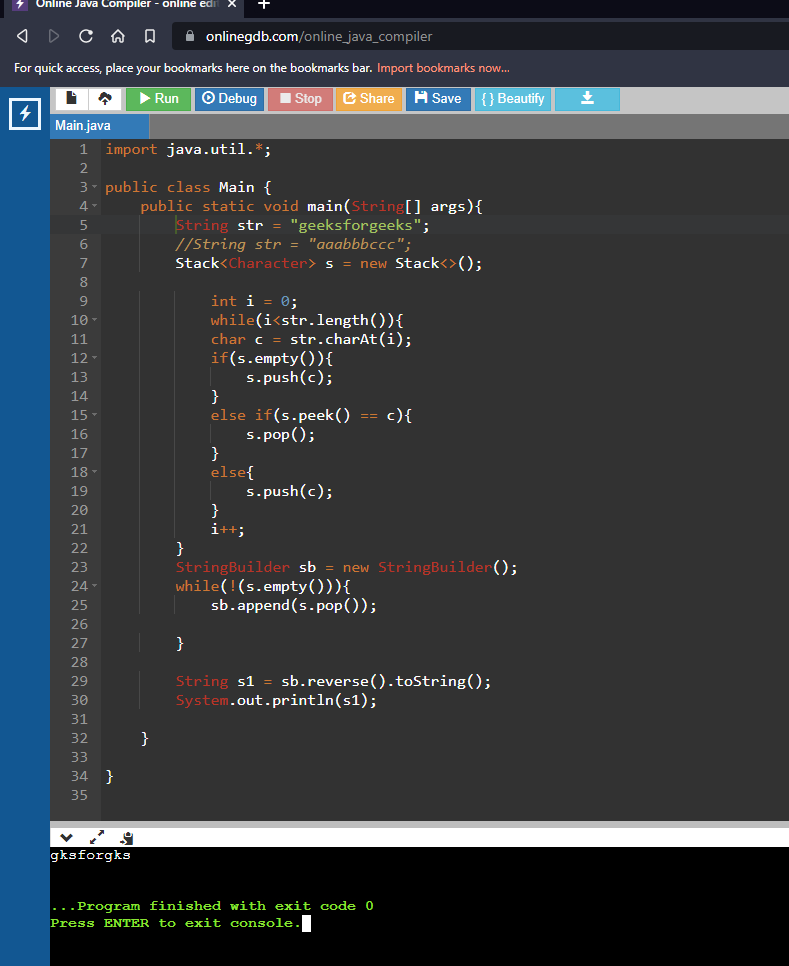 Online Java Compiler - online edi
onlinegdb.com/online_java_compiler
For quick access, place your bookmarks here on the bookmarks bar. Import bookmarks now...
Run Debug Stop Share Save { } Beautify
Main.java
1 import java.util.*;
2
3 public class Main {
4 public static void main(String[] args){
5 String str = "geeksforgeeks";
6 //String str = "aaabbbccc";
7 Stack<Character> s = new Stack<>();
8
9 int i = 0;
10 while(i<str.length()){
11 char c = str.charAt(i);
12 if(s.empty()){
13 s.push(c);
14 }
15 else if(s.peek() == c){
16 s.pop();
17 }
18 else{
19 s.push(c);
20 }
21 i++;
22 }
23 StringBuilder sb = new StringBuilder();
24 while(!(s.empty())){
25 sb.append(s.pop());
26
27 }
28
29 String s1 = sb.reverse().toString();
30 System.out.println(s1);
31
32 }
33
34 }
35
gksforgks
...Program finished with exit code 0
Press ENTER to exit console.